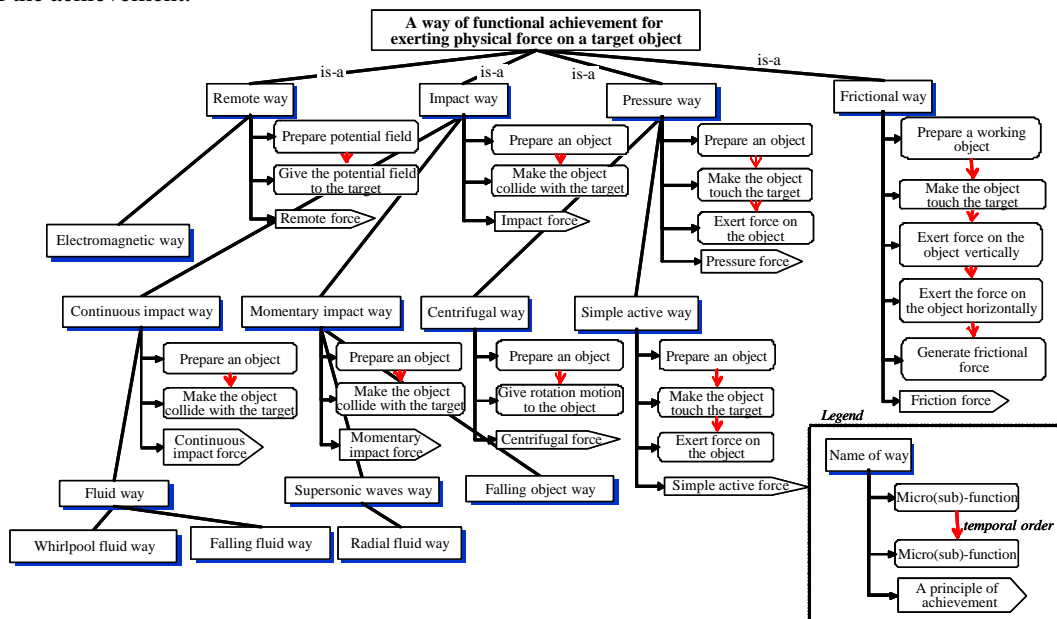 the achievement.
A way of functional achievement for
exerting physical force on a target object
is-a
is-a
is-a
is-a
Remote way
Impact way
Pressure way
Frictional way
Prepare potential field
Give the potential field
to the target
Remote force
Prepare an object
Make the object
collide with the target
Impact force
Prepare an object
Make the object
touch the target
Exert force on
the object
Pressure force
Prepare a working
object
Make the object
touch the target
Exert force on the
object vertically
Exert the force on
the object horizontally
Generate frictional
force
Friction force
Electromagnetic way
Continuous impact way
Momentary impact way
Centrifugal way
Simple active way
Prepare an object
Make the object
collide with the target
Continuous
impact force
Prepare an object
Make the object
collide with the target
Momentary
impact force
Prepare an object
Give rotation motion
to the object
Centrifugal force
Prepare an object
Make the object
touch the target
Exert force on
the object
Simple active force
Fluid way
Supersonic waves way
Falling object way
Whirlpool fluid way
Falling fluid way
Radial fluid way
Legend
Name of way
Micro(sub)-function
temporal order
Micro(sub)-function
A principle of
achievement